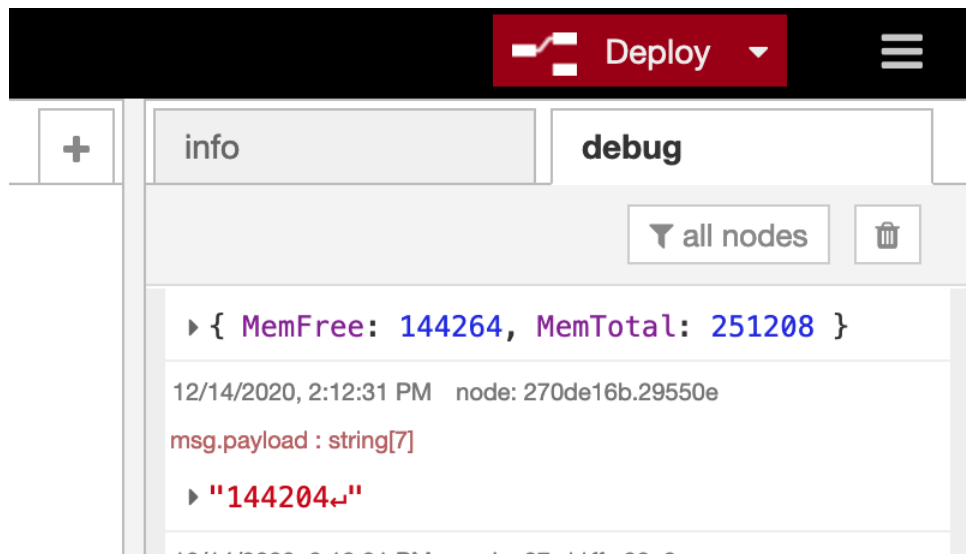 Deploy
info
debug
all nodes
{ MemFree: 144264, MemTotal: 251208 }
12/14/2020, 2:12:31 PM node: 270de16b.29550e
msg.payload : string[7]
"144204↵"